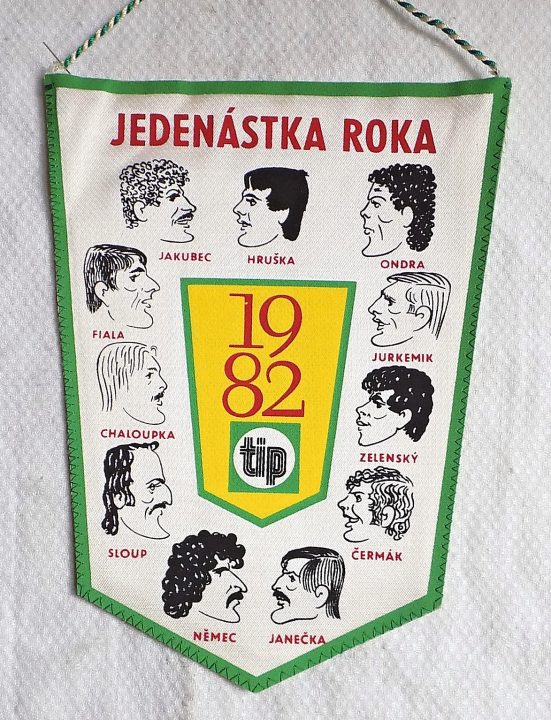 JEDENÁSTKA ROKA
JAKUBEC
HRUŠKA
ONDRA
FIALA
JURKEMIK
CHALOUPKA
ZELENSKÝ
SLOUP
ČERMÁK
NĚMEC
JANEČKA
19
82
tip